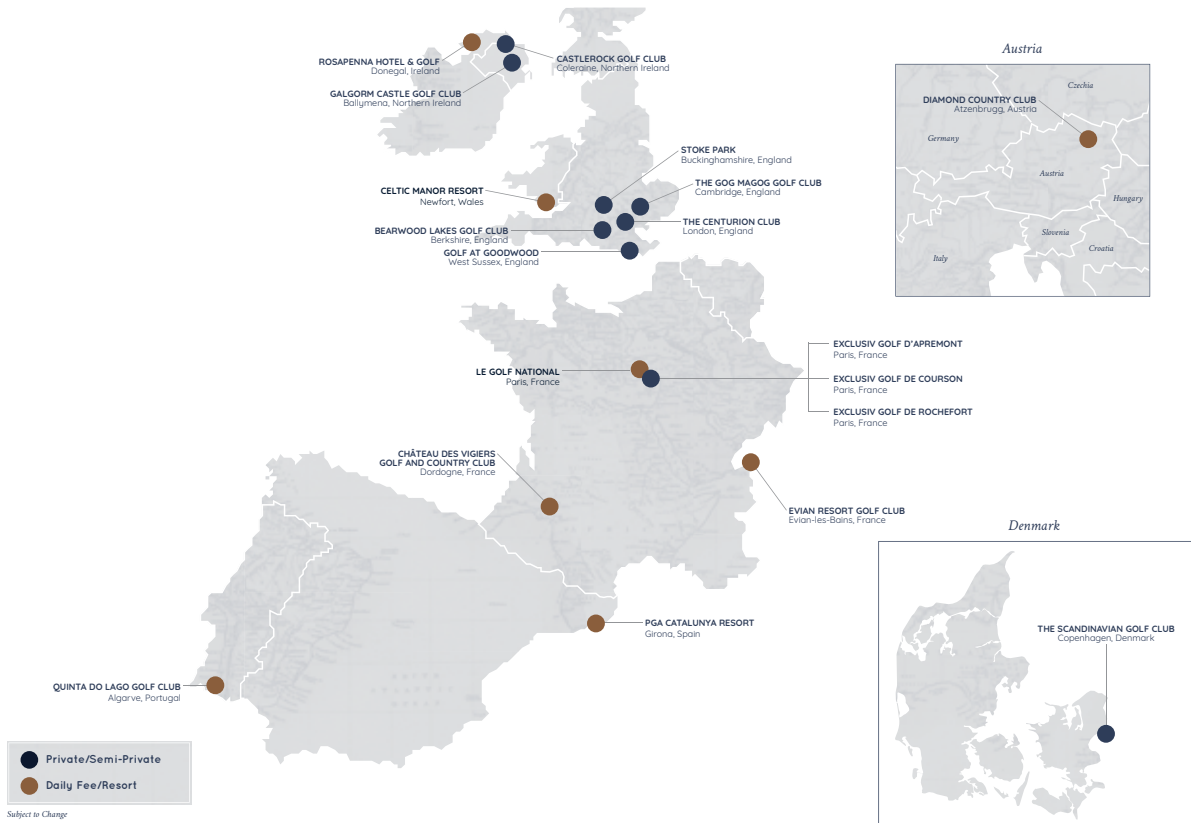 ROSAPENNA HOTEL & GOLF
Donegal, Ireland
CASTLEROCK GOLF CLUB
Coleraine, Northern Ireland
GALGORM CASTLE GOLF CLUB
Ballymena, Northern Ireland
STOKE PARK
Buckinghamshire, England
THE GOG MAGOG GOLF CLUB
Cambridge, England
CELTIC MANOR RESORT
Newfort, Wales
THE CENTURION CLUB
London, England
BEARWOOD LAKES GOLF CLUB
Berkshire, England
GOLF AT GOODWOOD
West Sussex, England
LE GOLF NATIONAL
Paris, France
EXCLUSIV GOLF D'APREMONT
Paris, France
EXCLUSIV GOLF DE COURSON
Paris, France
EXCLUSIV GOLF DE ROCHEFORT
Paris, France
CHÂTEAU DES VIGIERS
GOLF AND COUNTRY CLUB
Dordogne, France
EVIAN RESORT GOLF CLUB
Evian-les-Bains, France
PGA CATALUNYA RESORT
Girona, Spain
QUINTA DO LAGO GOLF CLUB
Algarve, Portugal
Austria
Czechia
DIAMOND COUNTRY CLUB
Atzenbrugg, Austria
Germany
Austria
Hungary
Slovenia
Croatia
Italy
Denmark
THE SCANDINAVIAN GOLF CLUB
Copenhagen, Denmark
Private/Semi-Private
Daily Fee/Resort
Subject to Change